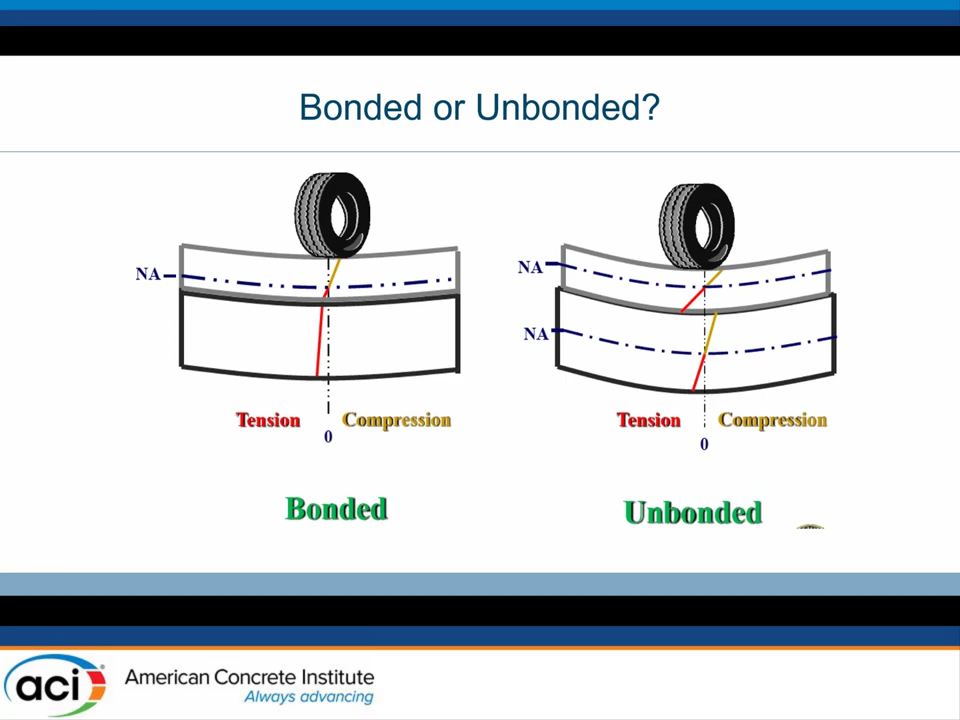 Bonded or Unbonded?
NA
Tension
Compression
0
Bonded
NA
NA
Tension
Compression
0
Unbonded
aci
American Concrete Institute
Always advancing